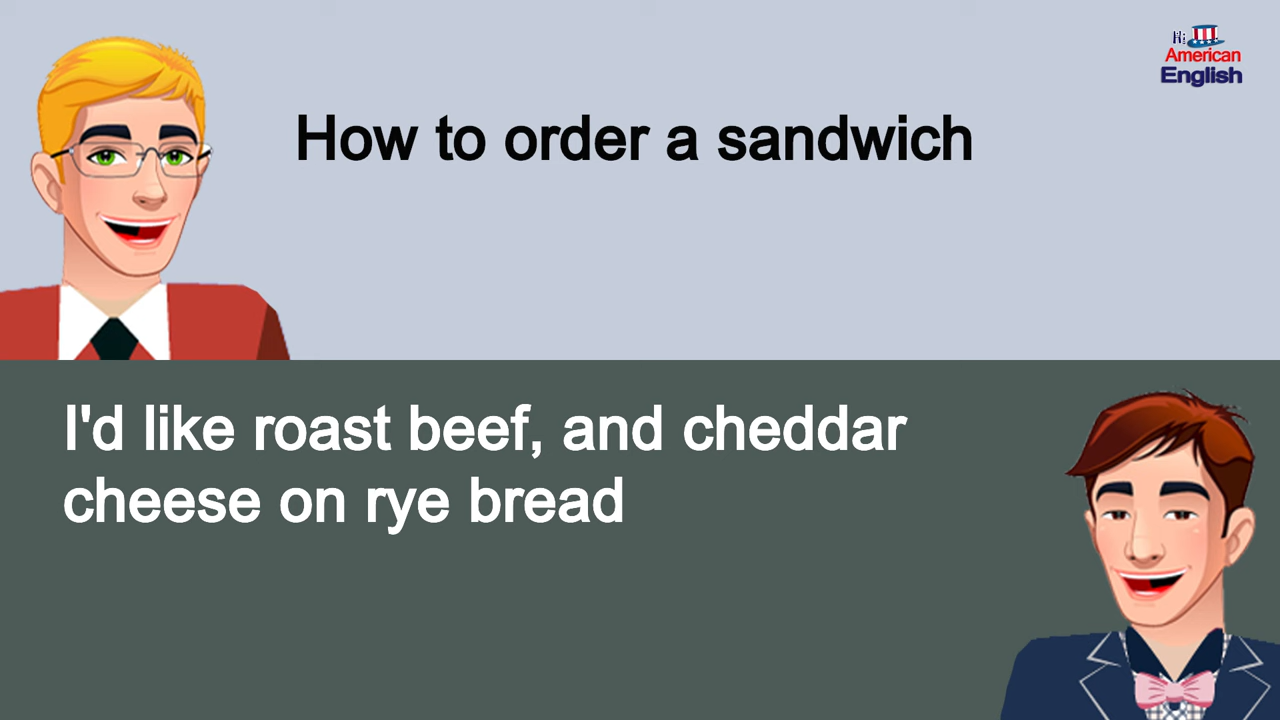 Hi
American
English
How to order a sandwich
I'd like roast beef, and cheddar
cheese on rye bread